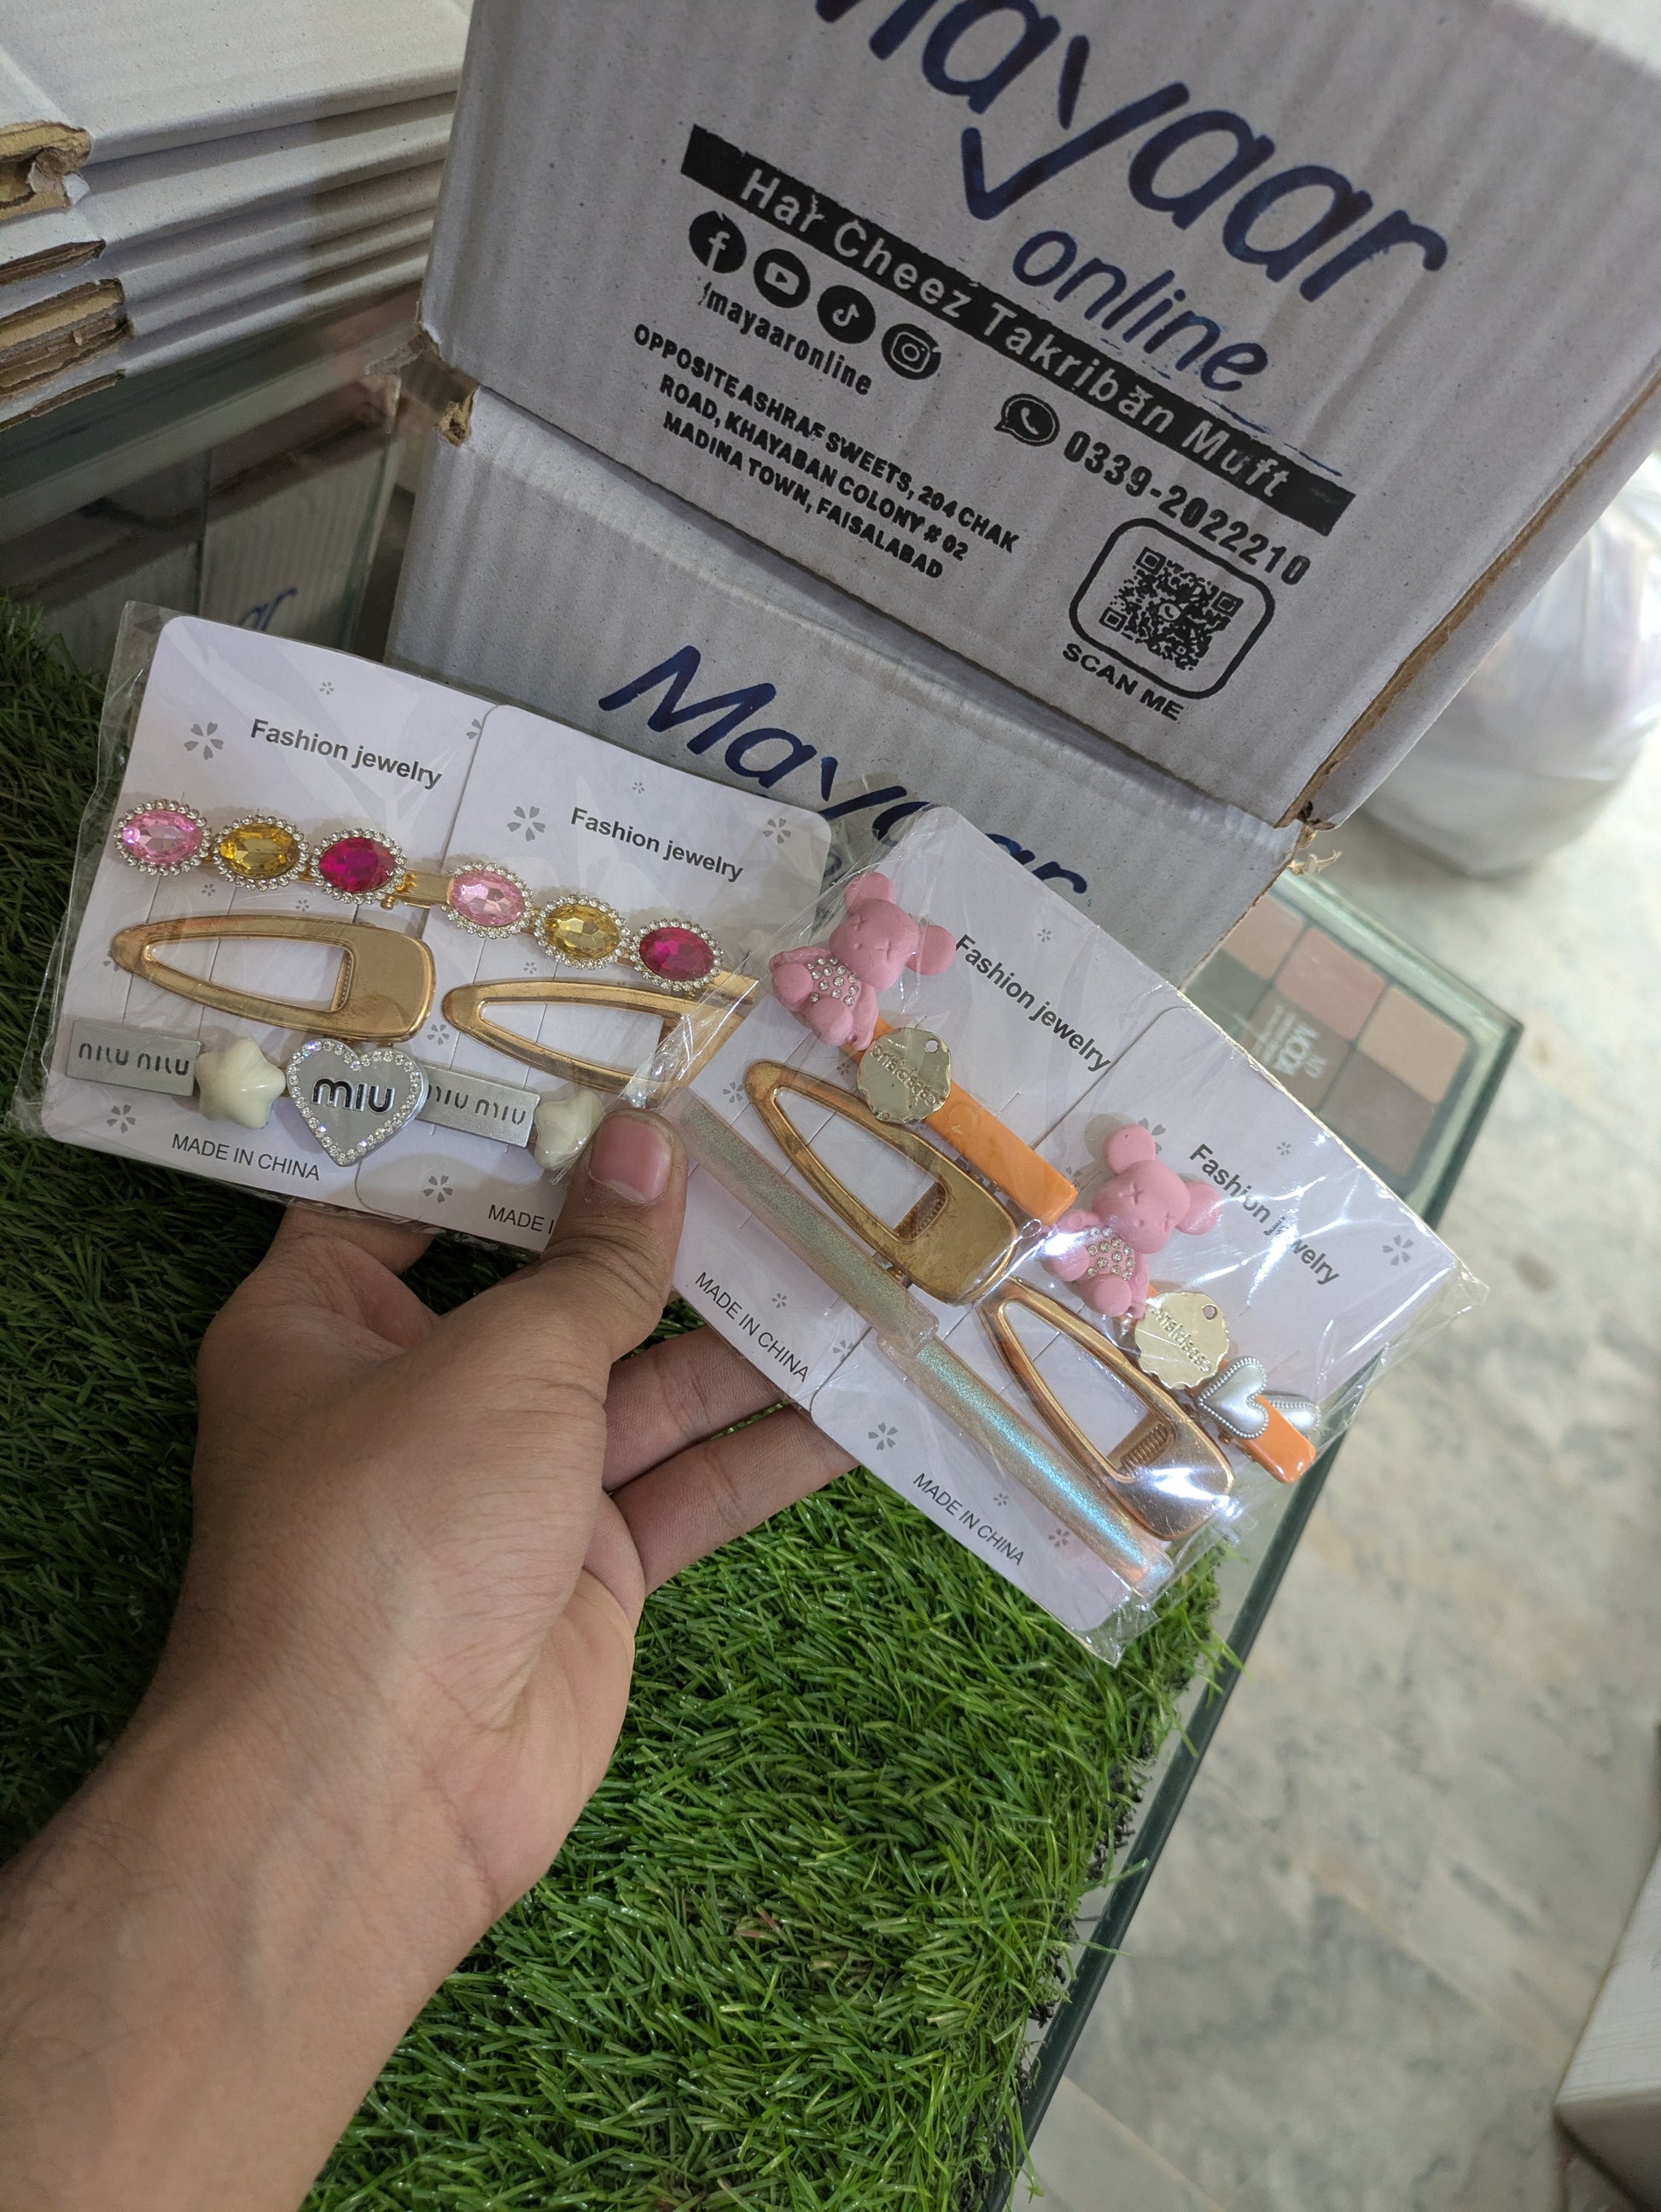 Mayaar
online
Har Cheez Takriban Muft
mayaaronline
0339-2022210
OPPOSITE ASHRAF SWEETS, 204 CHAK
ROAD, KHAYABAN COLONY # 02
MADINA TOWN, FAISALABAD
SCAN ME
Mayaar
ar
Fashion jewelry
miu miu
miu
MADE IN CHINA
Fashion jewelry
miu miu
MADE I
Fashion jewelry
MADE IN CHINA
Fashion jewelry
MADE IN CHINA